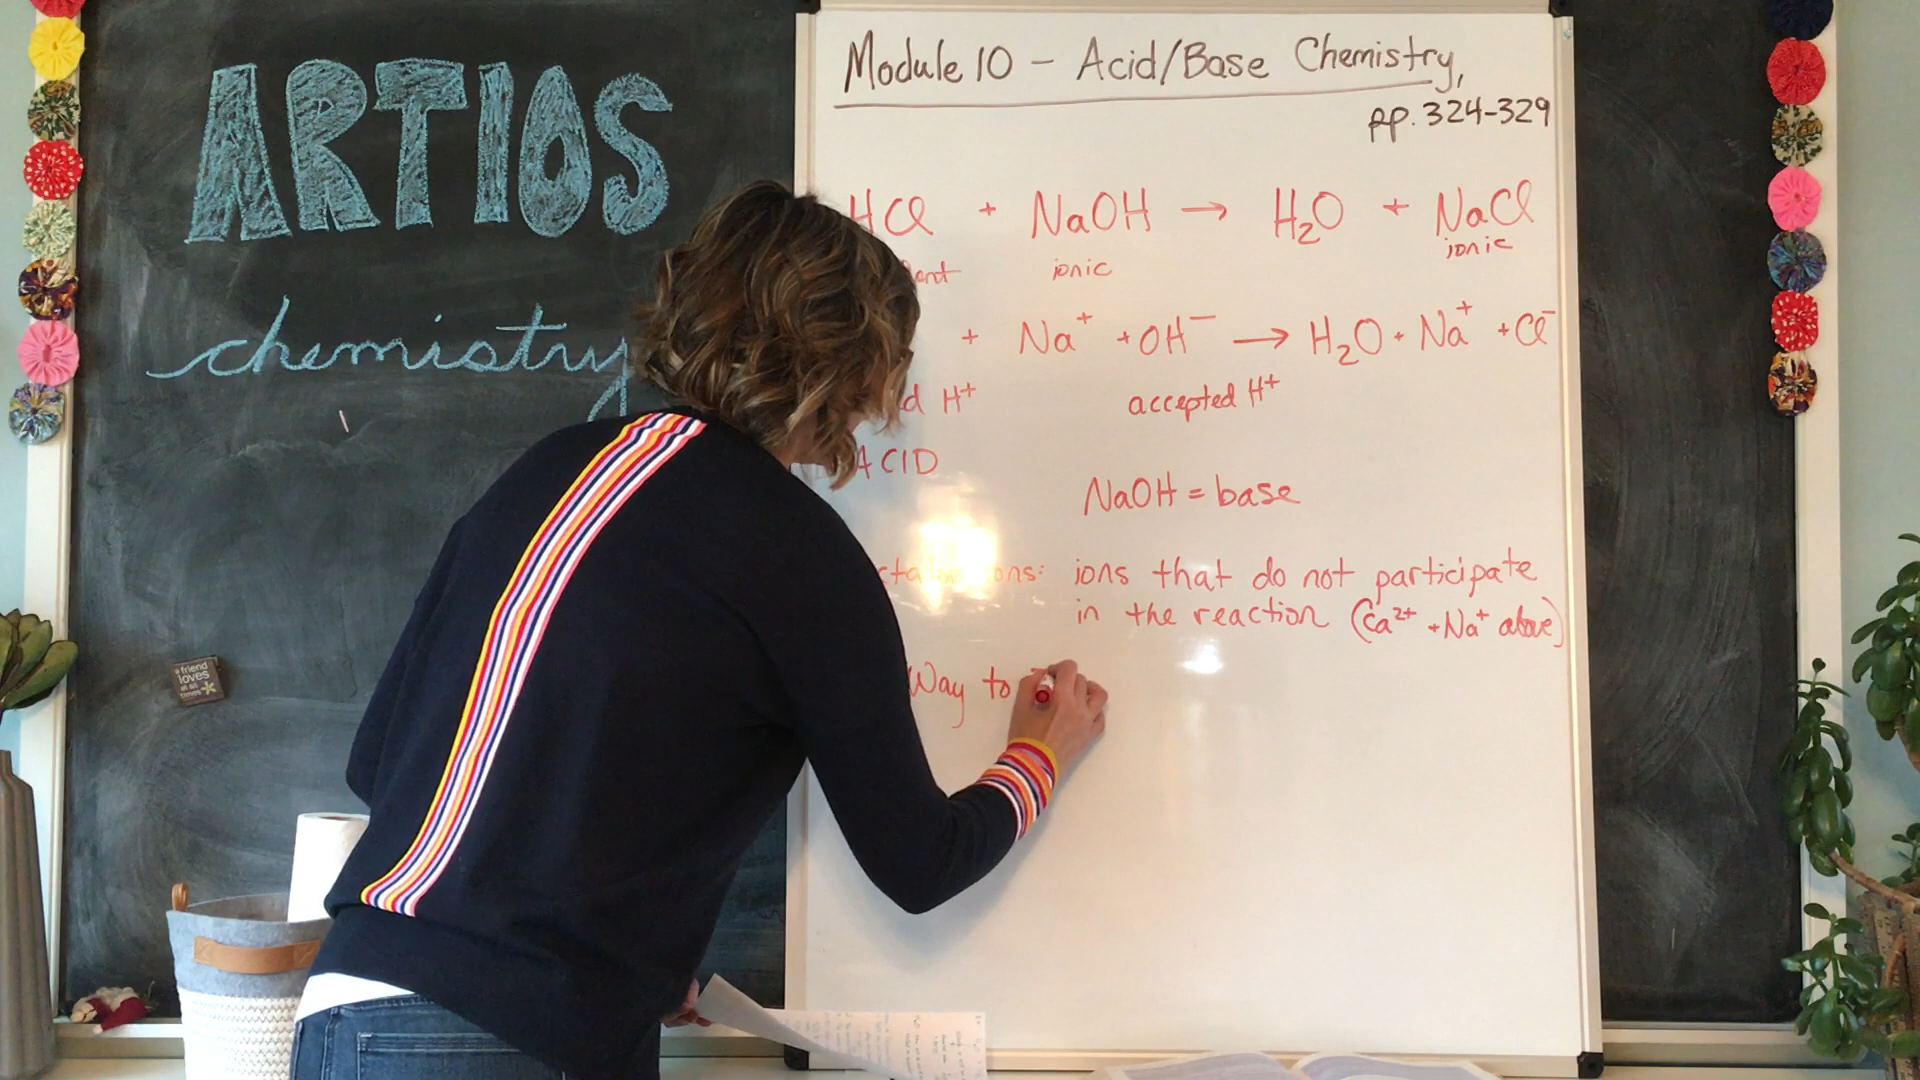 ARTIOS
chemistry
a friend
loves
at all
times
Module 10 - Acid/Base Chemistry,
pp. 324-329
HCl + NaOH → H₂O + NaCl
ionic ionic
+ Na⁺ + OH⁻ → H₂O + Na⁺ + Cl⁻
H⁺ accepted H⁺
ACID
NaOH = base
ions that do not participate
in the reaction (Ca²⁺ + Na⁺ above)
Way to